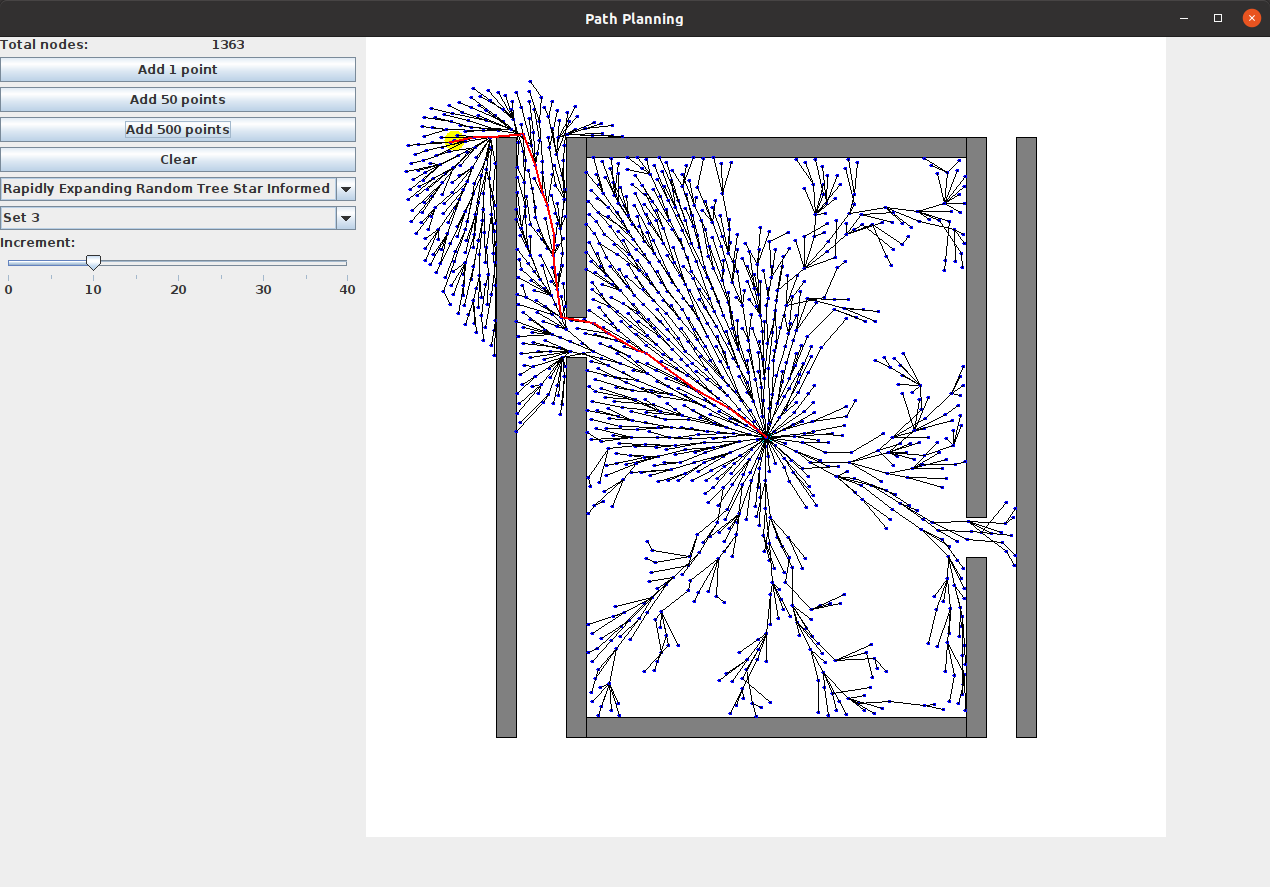 Path Planning
Total nodes: 1363
Add 1 point
Add 50 points
Add 500 points
Clear
Rapidly Expanding Random Tree Star Informed
Set 3
Increment:
0 10 20 30 40